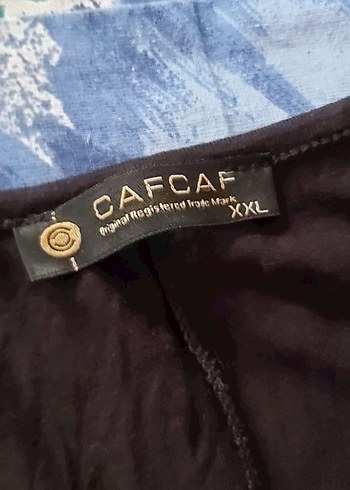 CAFCAF
Original Registered Trade Mark
XXL